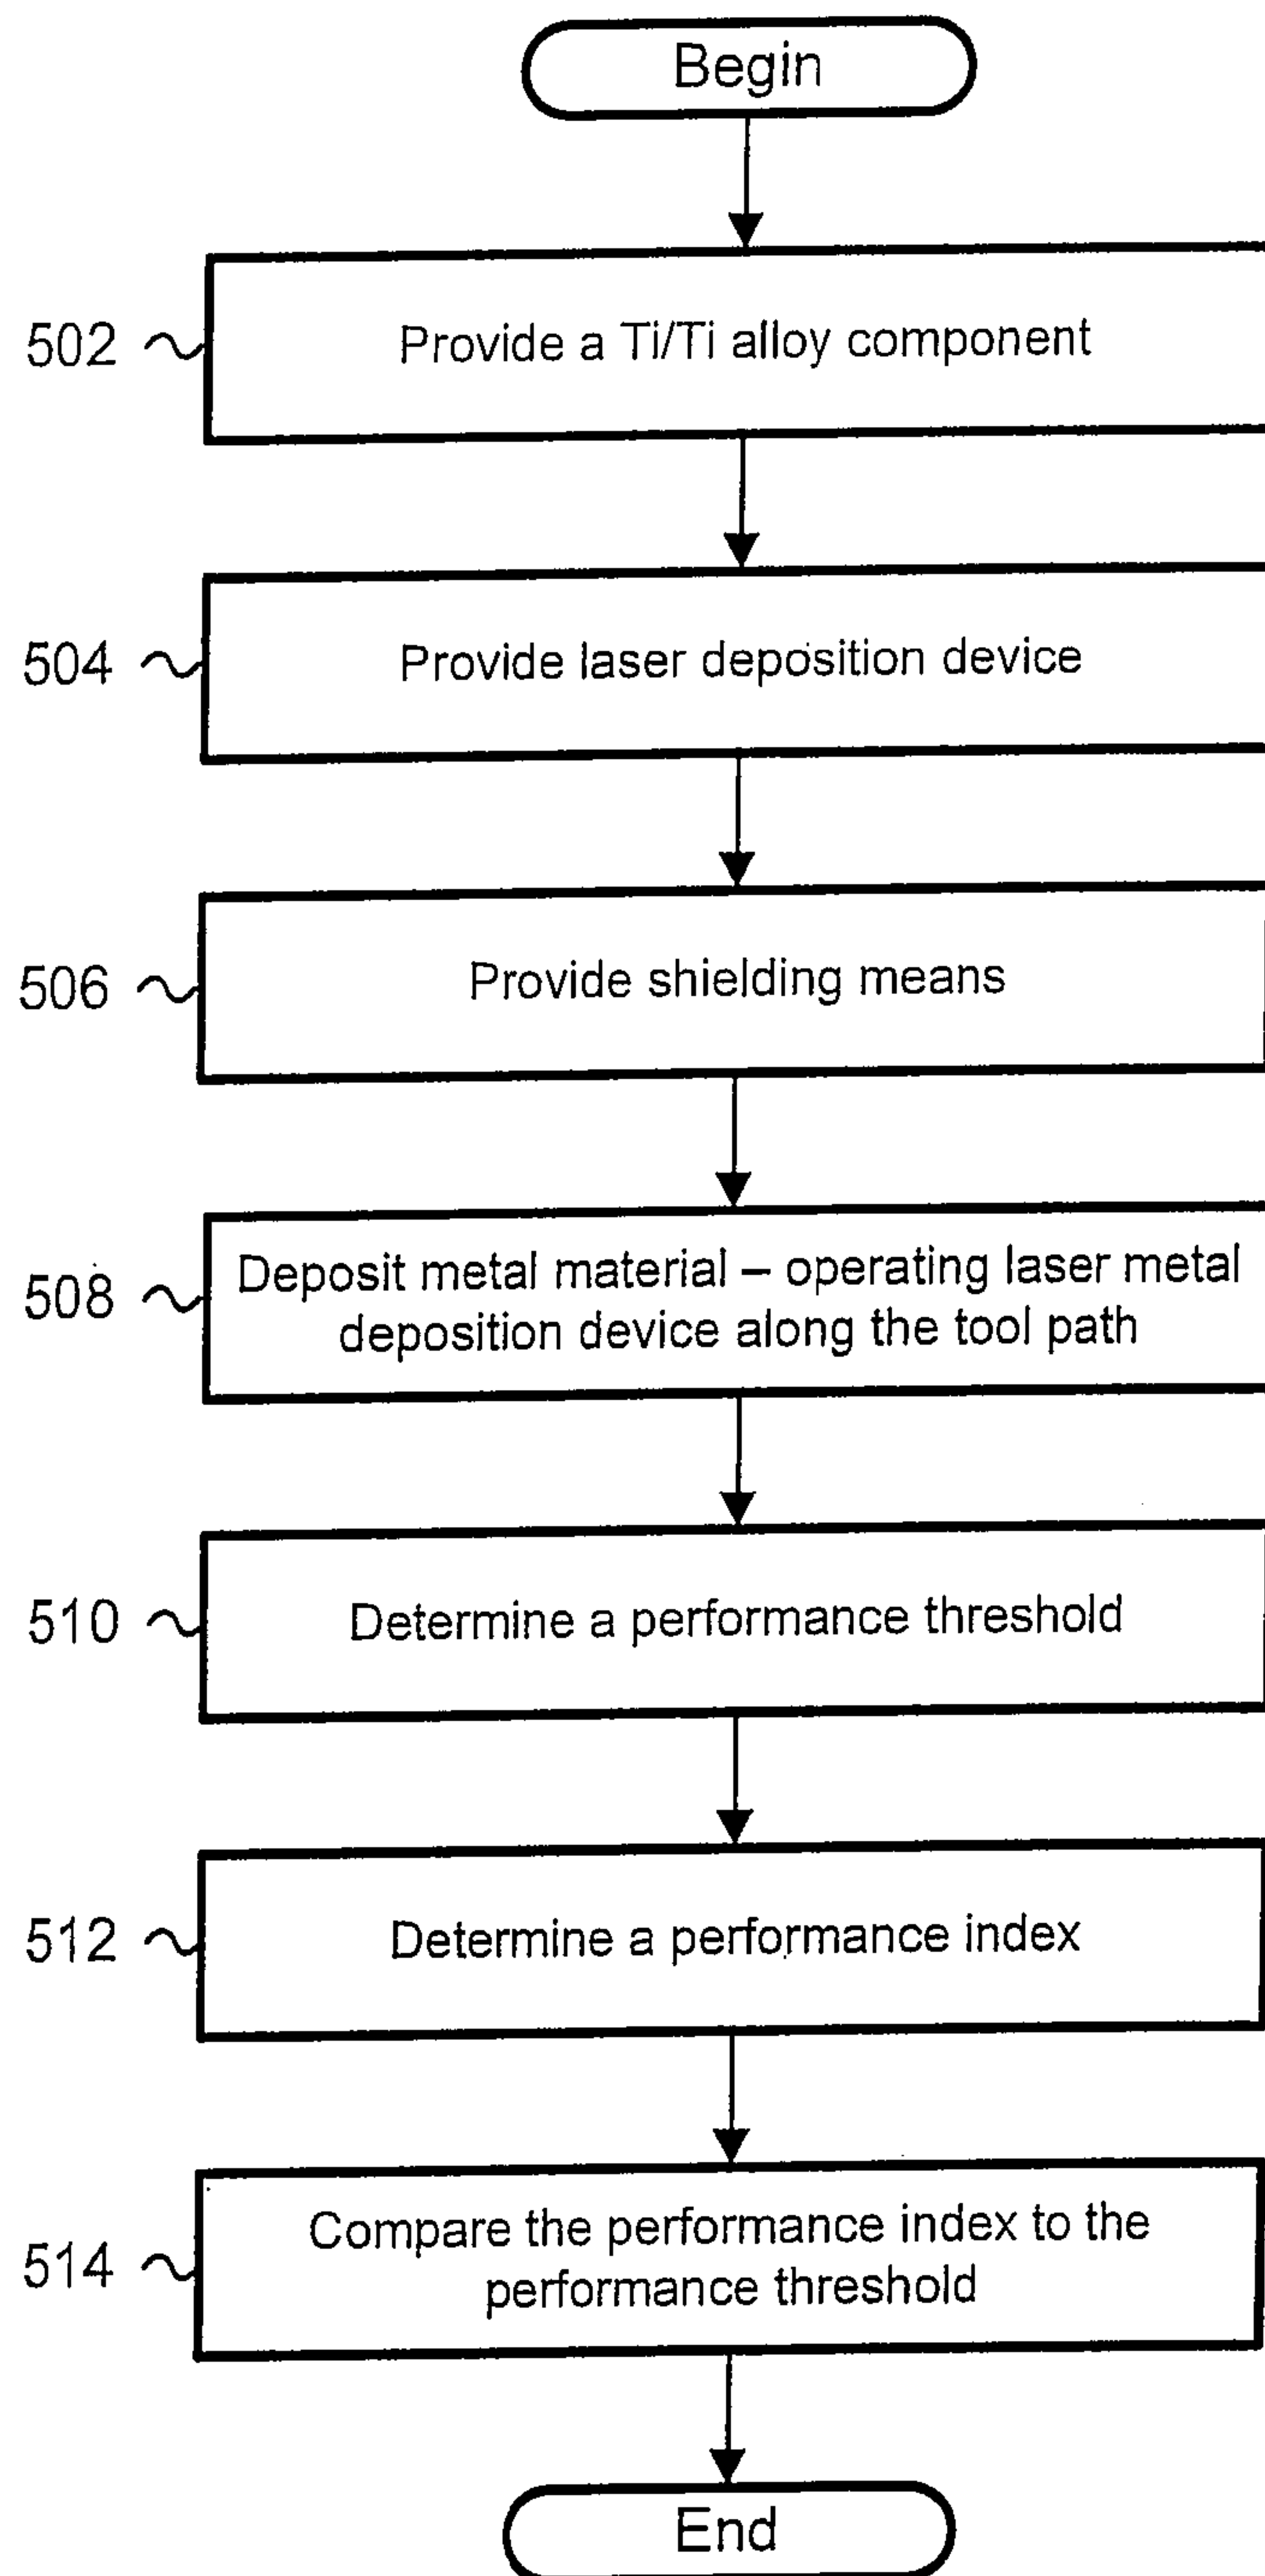 Begin
502 Provide a Ti/Ti alloy component
504 Provide laser deposition device
506 Provide shielding means
508 Deposit metal material – operating laser metal
deposition device along the tool path
510 Determine a performance threshold
512 Determine a performance index
514 Compare the performance index to the
performance threshold
End